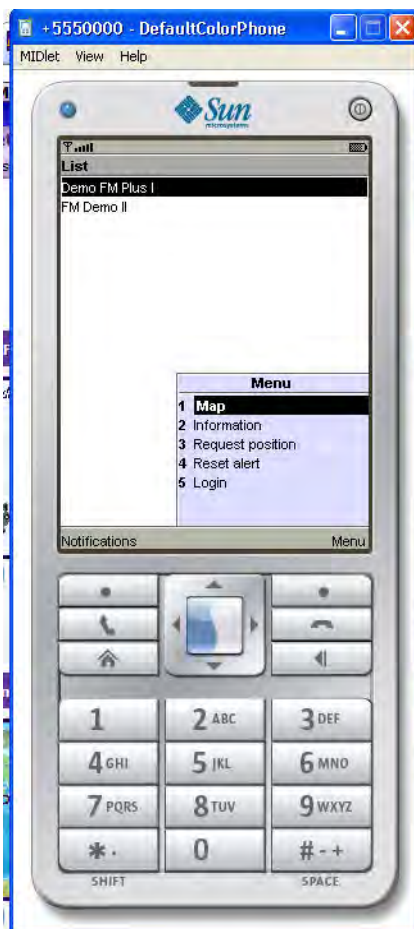 +5550000 - DefaultColorPhone
MIDlet View Help
Sun
microsystems
List
Demo FM Plus I
FM Demo II
Menu
1 Map
2 Information
3 Request position
4 Reset alert
5 Login
Notifications Menu
1 2 ABC 3 DEF
4 GHI 5 JKL 6 MNO
7 PQRS 8 TUV 9 WXYZ
* . 0 # - +
SHIFT SPACE